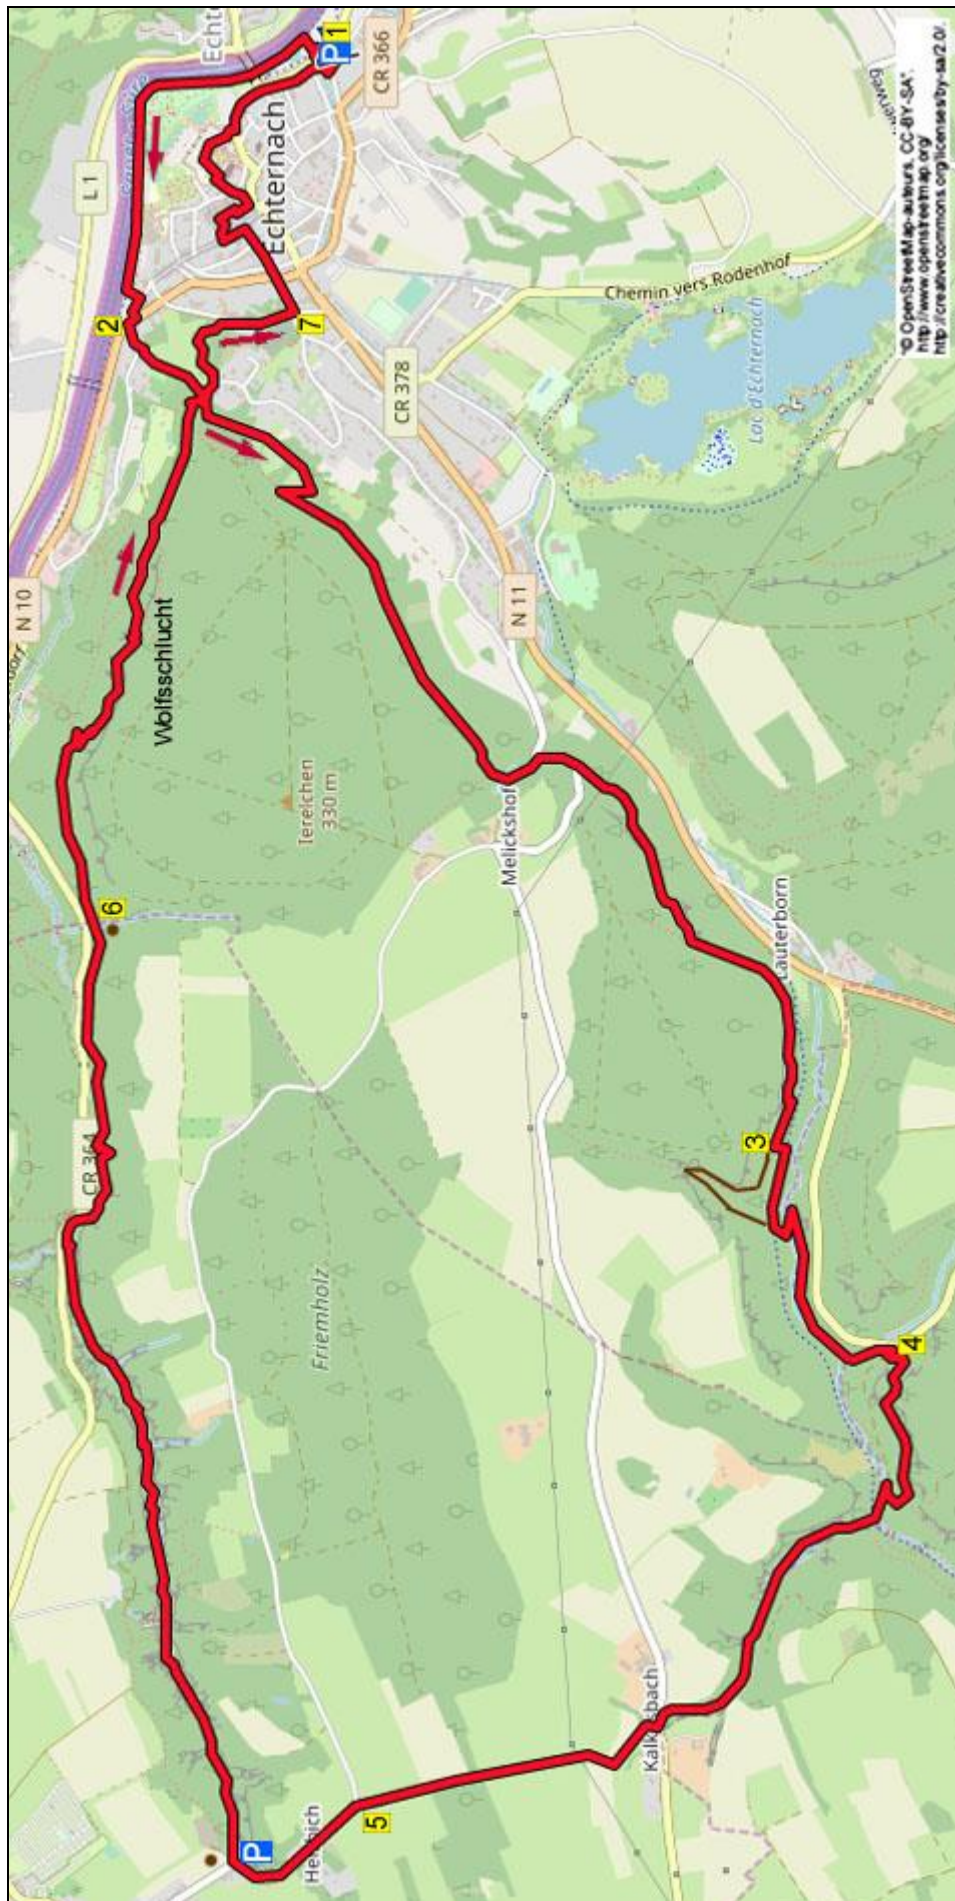 Echte
P
1
CR 366
L 1
Echternach
2
7
Chemin vers Rodenhof
CR 378
Lac d'Echternach
N 10
N 11
Wolfsschlucht
Iereichen
330 m
Melickshof
6
Lauterborn
CR 364
3
Friemholz
4
Kalkesbach
5
P
"© OpenStreetMap-auteurs, CC-BY-SA",
http://www.openstreetmap.org/
http://creativecommons.org/licenses/by-sa/2.0/.